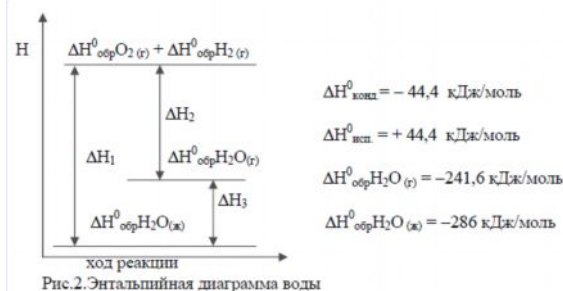 H
ΔH⁰обрO₂ (г) + ΔH⁰обрH₂ (г)
ΔH⁰конд = – 44,4 кДж/моль
ΔH₂
ΔH⁰исп. = + 44,4 кДж/моль
ΔH₁
ΔH⁰обрH₂O(г)
ΔH⁰обрH₂O (г) = –241,6 кДж/моль
ΔH₃
ΔH⁰обрH₂O(ж)
ΔH⁰обрH₂O (ж) = –286 кДж/моль
ход реакции
Рис.2.Энтальпийная диаграмма воды